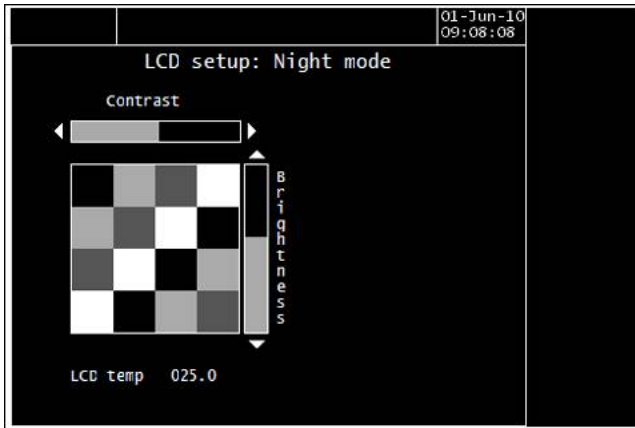 01-Jun-10
09:08:08
LCD setup: Night mode
Contrast
Brightness
LCD temp 025.0